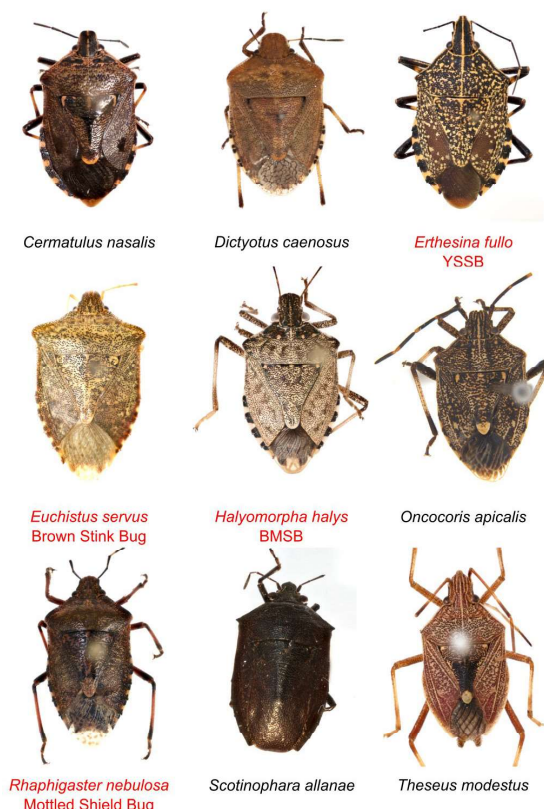 Cermatulus nasalis
Dictyotus caenosus
Erthesina fullo
YSSB
Euchistus servus
Brown Stink Bug
Halyomorpha halys
BMSB
Oncocoris apicalis
Rhaphigaster nebulosa
Mottled Shield Bug
Scotinophara allanae
Theseus modestus